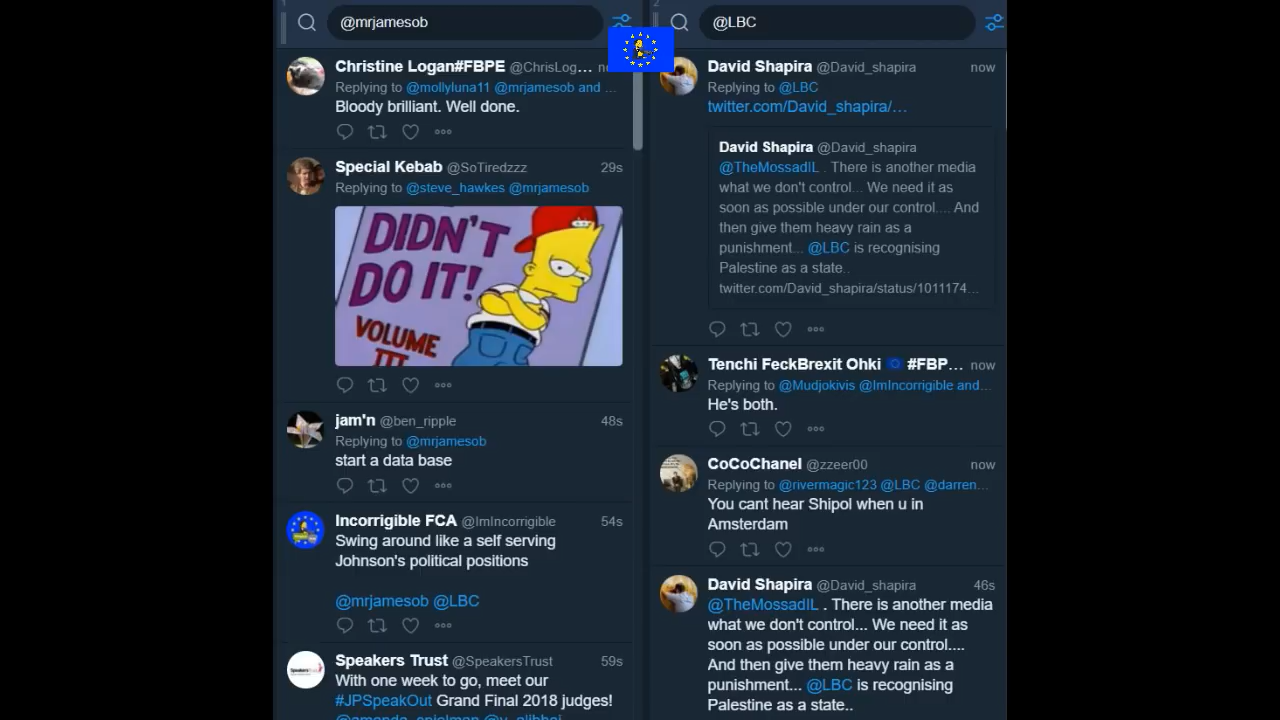 1
@mrjamesob
Christine Logan#FBPE @ChrisLog...
Replying to @mollyluna11 @mrjamesob and ...
Bloody brilliant. Well done.
Special Kebab @SoTiredzzz 29s
Replying to @steve_hawkes @mrjamesob
DIDN'T
DO IT!
VOLUME
III
jam'n @ben_ripple 48s
Replying to @mrjamesob
start a data base
Incorrigible FCA @ImIncorrigible 54s
Swing around like a self serving
Johnson's political positions
@mrjamesob @LBC
Speakers Trust @SpeakersTrust 59s
With one week to go, meet our
#JPSpeakOut Grand Final 2018 judges!
2
@LBC
David Shapira @David_shapira now
Replying to @LBC
twitter.com/David_shapira/...
David Shapira @David_shapira
@TheMossadIL . There is another media
what we don't control... We need it as
soon as possible under our control.... And
then give them heavy rain as a
punishment... @LBC is recognising
Palestine as a state..
twitter.com/David_shapira/status/1011174...
Tenchi FeckBrexit Ohki #FBP... now
Replying to @Mudjokivis @ImIncorrigible and...
He's both.
CoCoChanel @zzeer00 now
Replying to @rivermagic123 @LBC @darren...
You cant hear Shipol when u in
Amsterdam
David Shapira @David_shapira 46s
@TheMossadIL . There is another media
what we don't control... We need it as
soon as possible under our control....
And then give them heavy rain as a
punishment... @LBC is recognising
Palestine as a state..